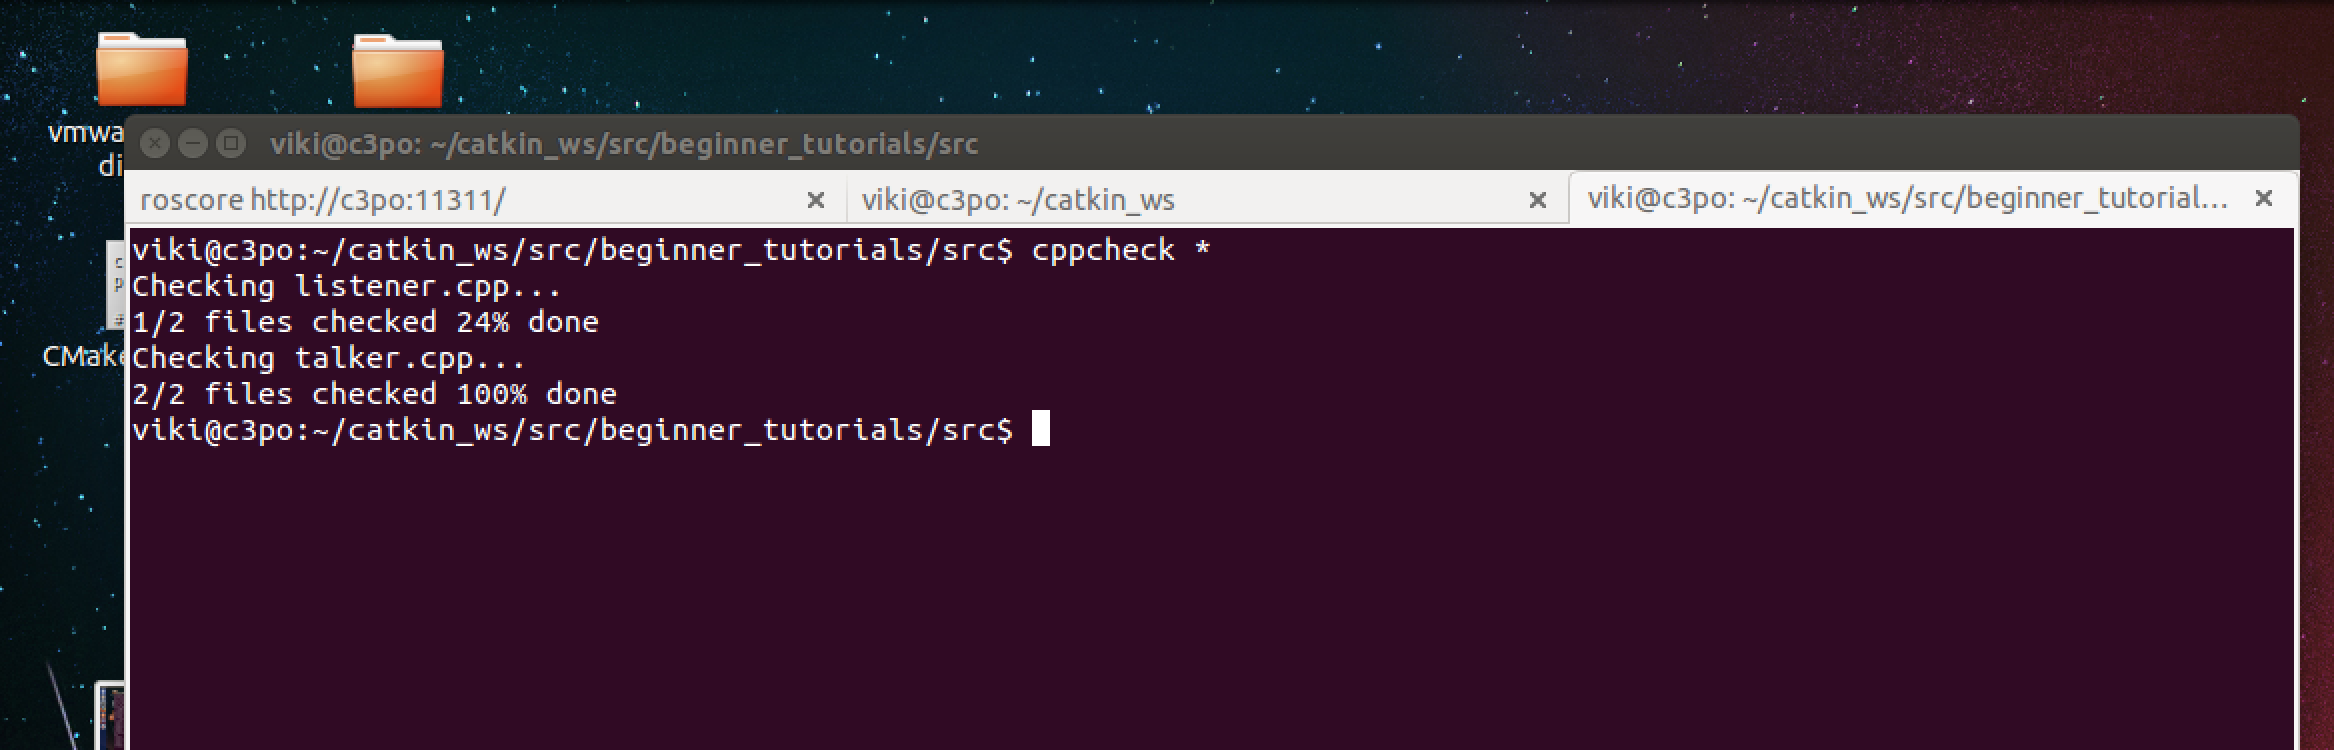 vmwa
di
CMake
viki@c3po: ~/catkin_ws/src/beginner_tutorials/src
roscore http://c3po:11311/
viki@c3po: ~/catkin_ws
viki@c3po: ~/catkin_ws/src/beginner_tutorial...
viki@c3po:~/catkin_ws/src/beginner_tutorials/src$ cppcheck *
Checking listener.cpp...
1/2 files checked 24% done
Checking talker.cpp...
2/2 files checked 100% done
viki@c3po:~/catkin_ws/src/beginner_tutorials/src$